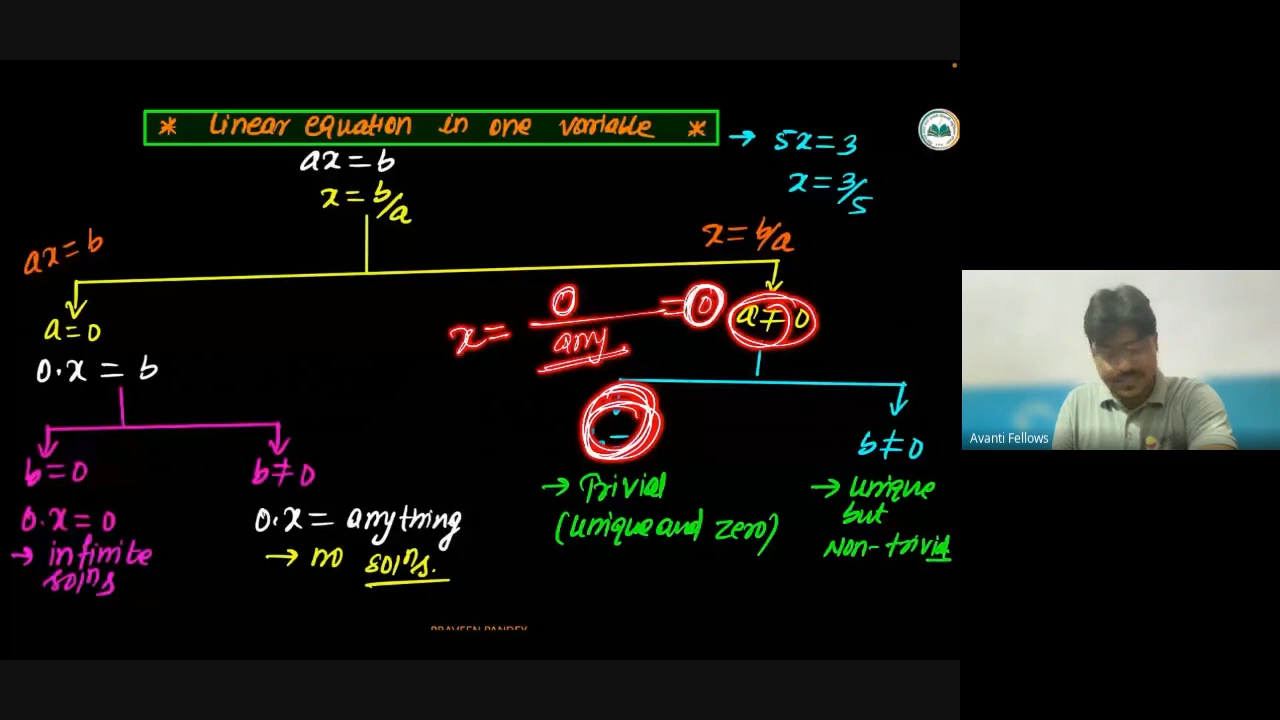 * Linear equation in one variable *
→ 5x = 3
x = 3/5
ax = b
x = b/a
ax = b
x = b/a
a = 0
0·x = b
x = 0/any = 0
a ≠ 0
b = 0
b ≠ 0
b ≠ 0
0·x = 0
→ infinite
solⁿs
0·x = anything
→ no solⁿs.
→ Trivial
(unique and zero)
→ unique
but
Non-trivial
Avanti Fellows
PRAVEEN PANDEY